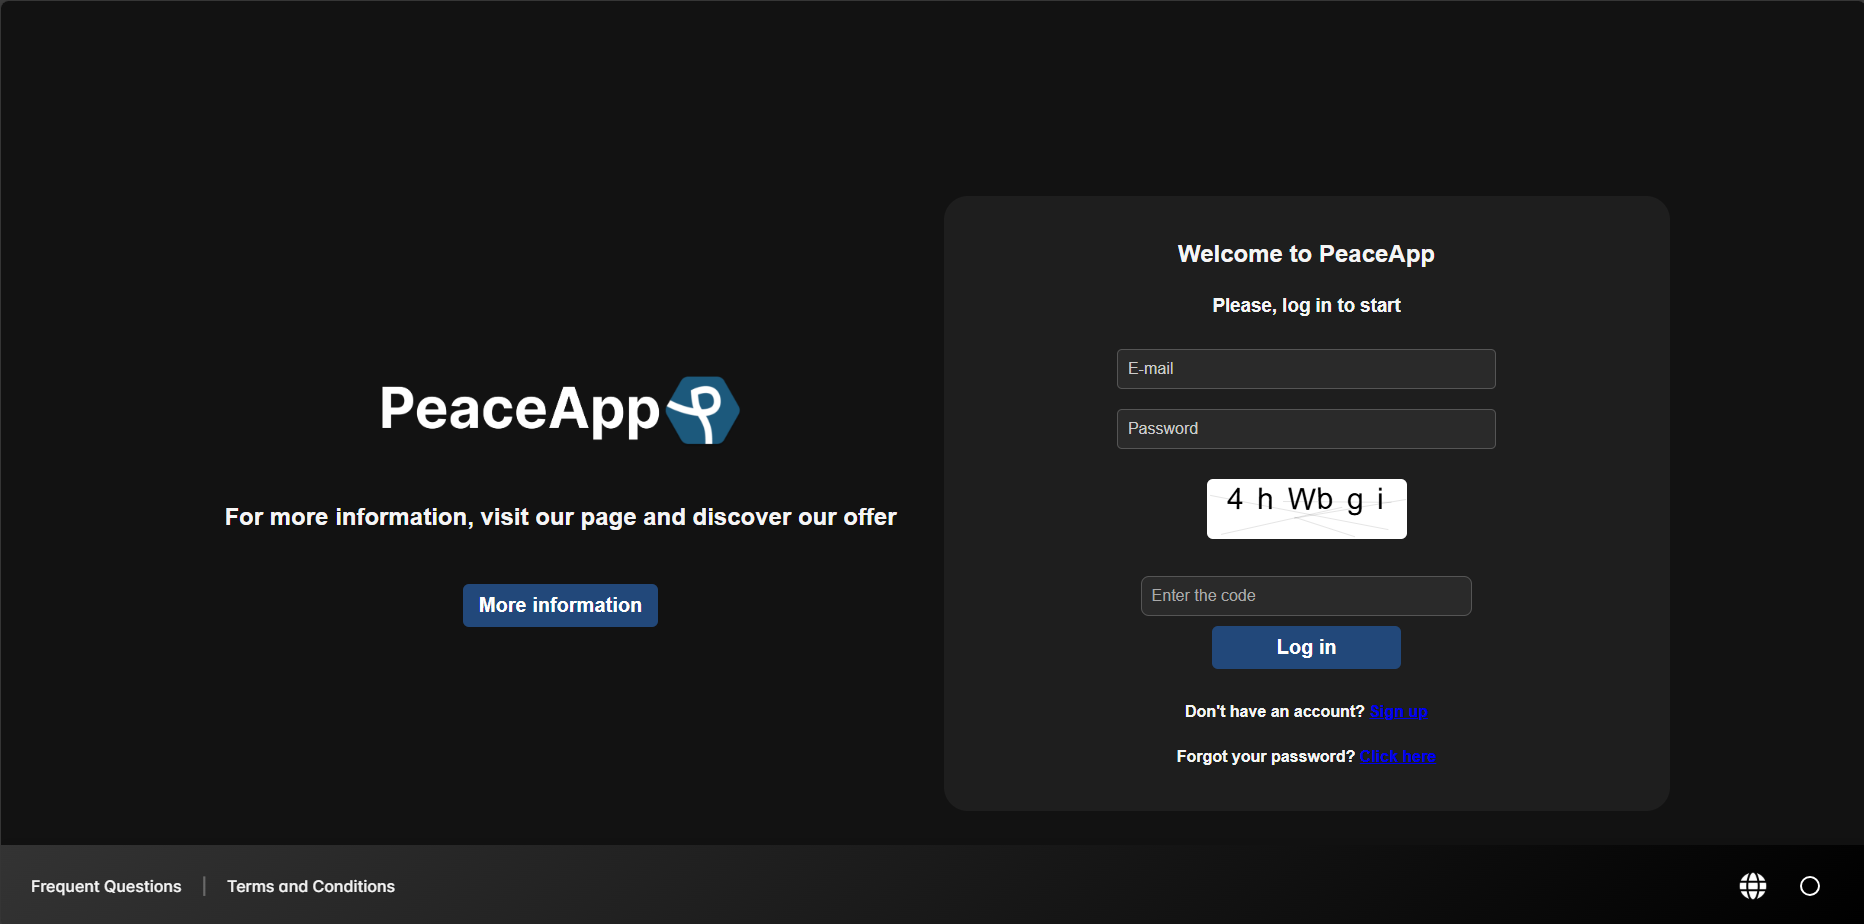 PeaceApp
For more information, visit our page and discover our offer
More information
Welcome to PeaceApp
Please, log in to start
E-mail
Password
4 h Wb g i
Enter the code
Log in
Don't have an account? Sign up
Forgot your password? Click here
Frequent Questions | Terms and Conditions